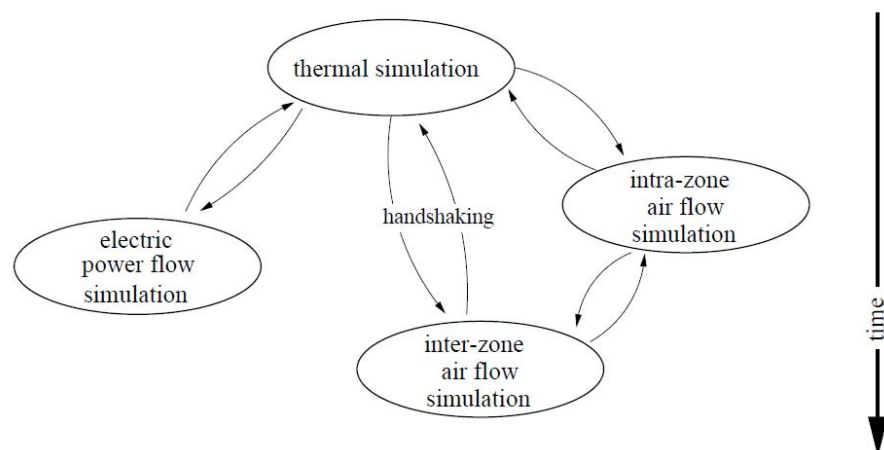 thermal simulation
intra-zone
air flow
simulation
handshaking
electric
power flow
simulation
inter-zone
air flow
simulation
time